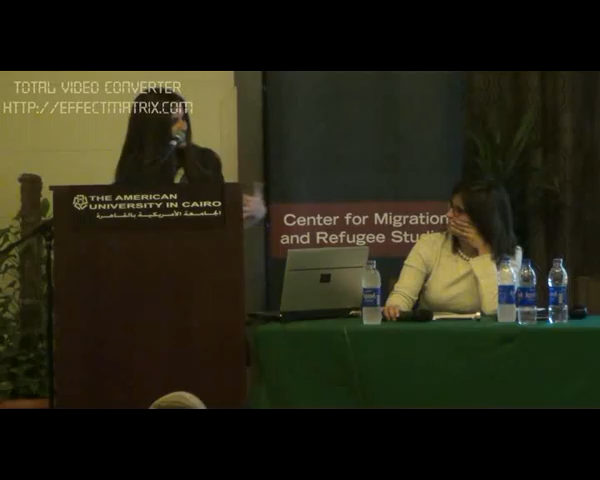 TOTAL VIDEO CONVERTER
HTTP://EFFECTMATRIX.COM
THE AMERICAN
UNIVERSITY IN CAIRO
الجامعة الأمريكية بالقاهرة
Center for Migration
and Refugee Studi